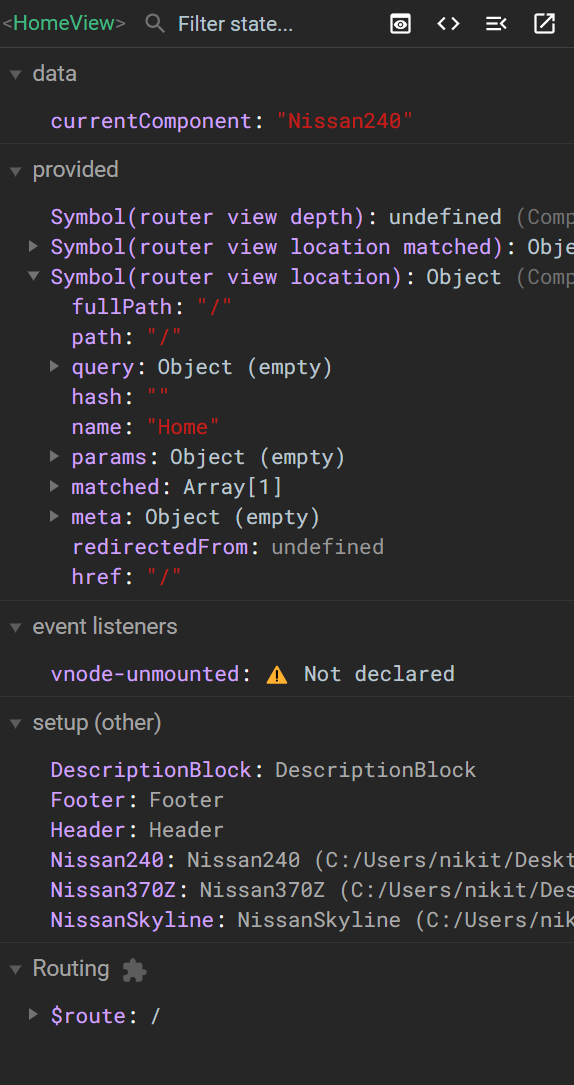 <HomeView> Filter state...
data
currentComponent: "Nissan240"
provided
Symbol(router view depth): undefined (Comp
Symbol(router view location matched): Obje
Symbol(router view location): Object (Comp
fullPath: "/"
path: "/"
query: Object (empty)
hash: ""
name: "Home"
params: Object (empty)
matched: Array[1]
meta: Object (empty)
redirectedFrom: undefined
href: "/"
event listeners
vnode-unmounted: Not declared
setup (other)
DescriptionBlock: DescriptionBlock
Footer: Footer
Header: Header
Nissan240: Nissan240 (C:/Users/nikit/Deskt
Nissan370Z: Nissan370Z (C:/Users/nikit/Des
NissanSkyline: NissanSkyline (C:/Users/nik
Routing
$route: /